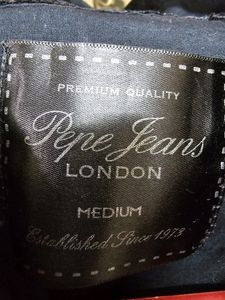 PREMIUM QUALITY
Pepe Jeans
LONDON
MEDIUM
Established Since 1973